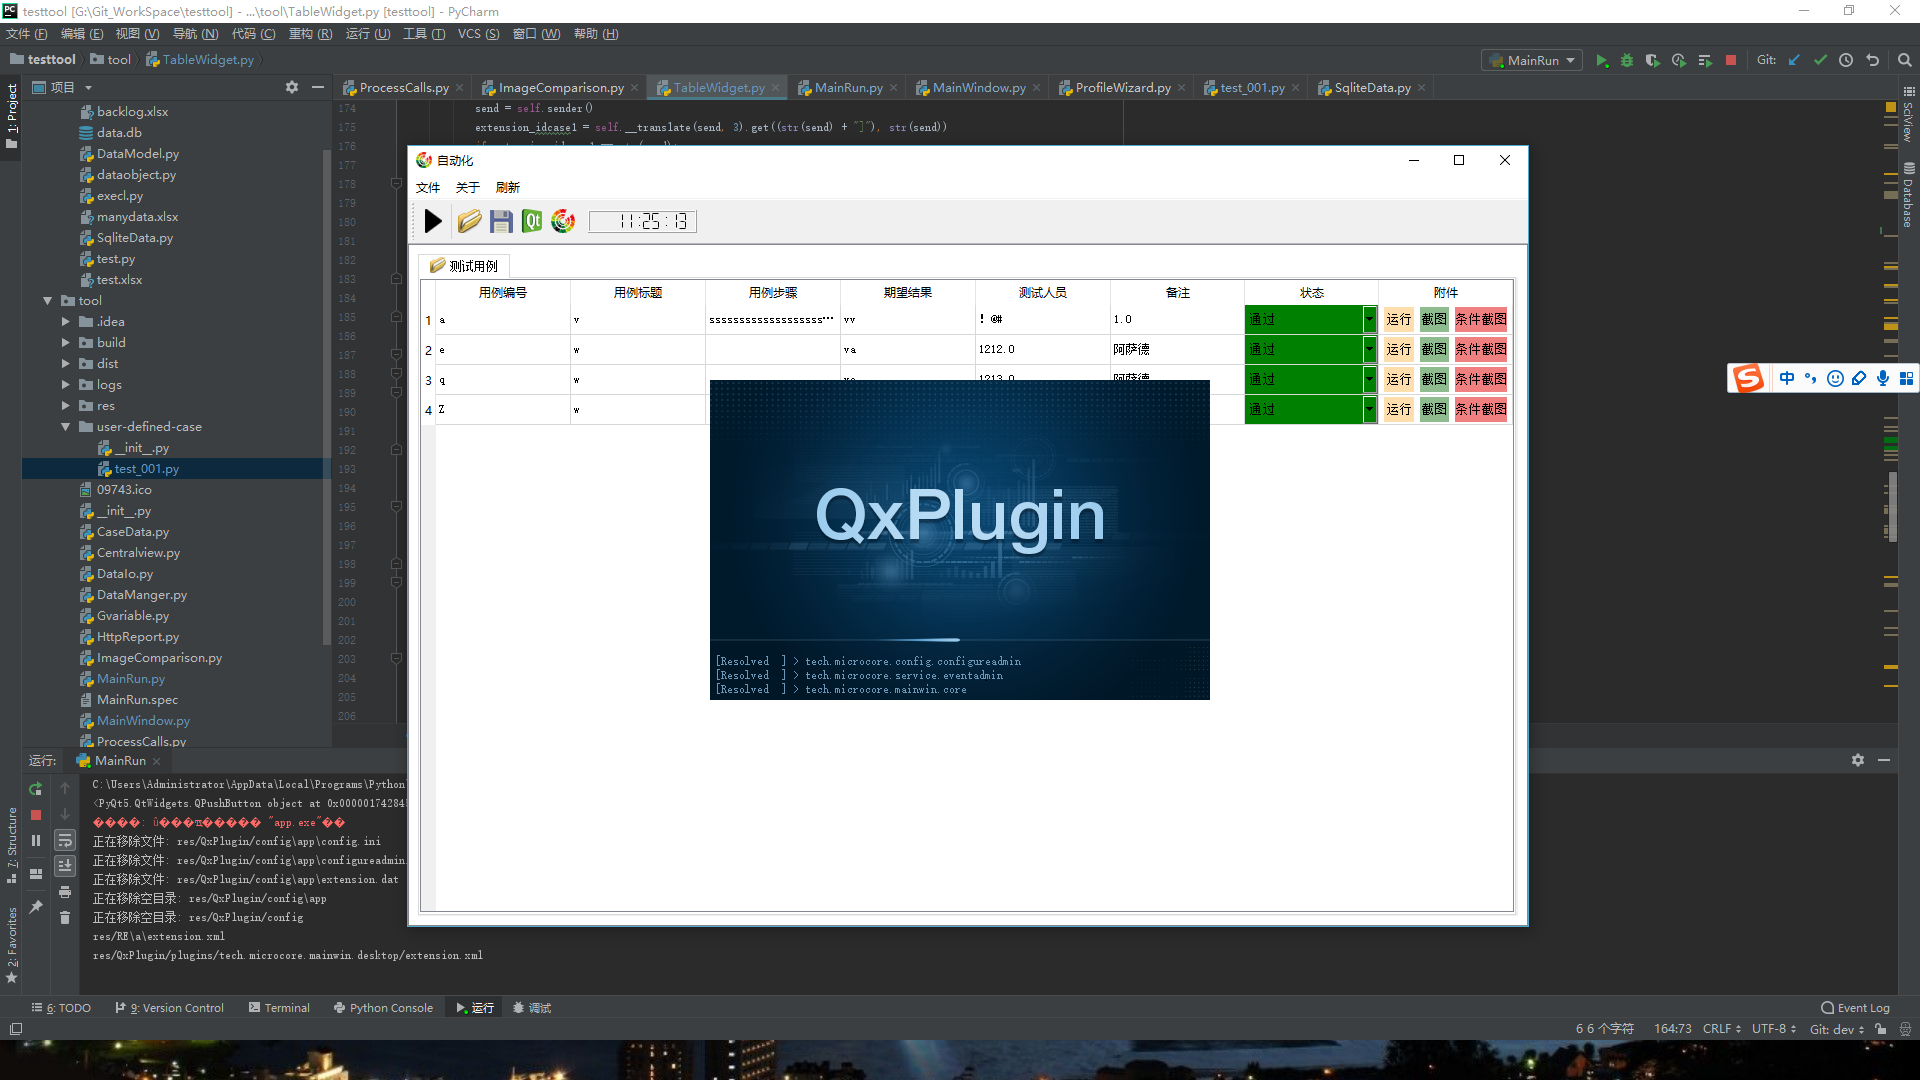 testtool [G:\Git_WorkSpace\testtool] - ...\tool\TableWidget.py [testtool] - PyCharm
文件 (F) 编辑 (E) 视图 (V) 导航 (N) 代码 (C) 重构 (R) 运行 (U) 工具 (T) VCS (S) 窗口 (W) 帮助 (H)
testtool tool TableWidget.py MainRun Git:
1: Project
项目
ProcessCalls.py ImageComparison.py TableWidget.py MainRun.py MainWindow.py ProfileWizard.py test_001.py SqliteData.py
backlog.xlsx
data.db
DataModel.py
dataobject.py
execl.py
manydata.xlsx
SqliteData.py
test.py
test.xlsx
tool
.idea
build
dist
logs
res
user-defined-case
__init__.py
test_001.py
09743.ico
__init__.py
CaseData.py
Centralview.py
DataIo.py
DataManger.py
Gvariable.py
HttpReport.py
ImageComparison.py
MainRun.py
MainRun.spec
MainWindow.py
ProcessCalls.py
174 send = self.sender()
175 extension_idcase1 = self.__translate(send, 3).get((str(send) + "]"), str(send))
176
177
178
179
180
181
182
183
184
185
186
187
188
189
190
191
192
193
194
195
196
197
198
199
200
201
202
203
204
205
206
自动化
文件 关于 刷新
Qt
11:25:13
测试用例
用例编号 用例标题 用例步骤 期望结果 测试人员 备注 状态 附件
1 a v sssssssssssssssssss… vv ! @# 1.0 通过 运行 截图 条件截图
2 e w va 1212.0 阿萨德 通过 运行 截图 条件截图
3 q w 1213.0 阿萨德 通过 运行 截图 条件截图
4 Z w 通过 运行 截图 条件截图
QxPlugin
[Resolved ] > tech.microcore.config.configureadmin
[Resolved ] > tech.microcore.service.eventadmin
[Resolved ] > tech.microcore.mainwin.core
SciView
Database
中
运行: MainRun
C:\Users\Administrator\AppData\Local\Programs\Python
<PyQt5.QtWidgets.QPushButton object at 0x0000017428
"app.exe"
正在移除文件: res/QxPlugin/config\app\config.ini
正在移除文件: res/QxPlugin/config\app\configureadmin.
正在移除文件: res/QxPlugin/config\app\extension.dat
正在移除空目录: res/QxPlugin/config\app
正在移除空目录: res/QxPlugin/config
res/RE\a\extension.xml
res/QxPlugin/plugins/tech.microcore.mainwin.desktop/extension.xml
7: Structure
2: Favorites
6: TODO 9: Version Control Terminal Python Console 运行 调试 Event Log
6 6 个字符 164:73 CRLF UTF-8 Git: dev